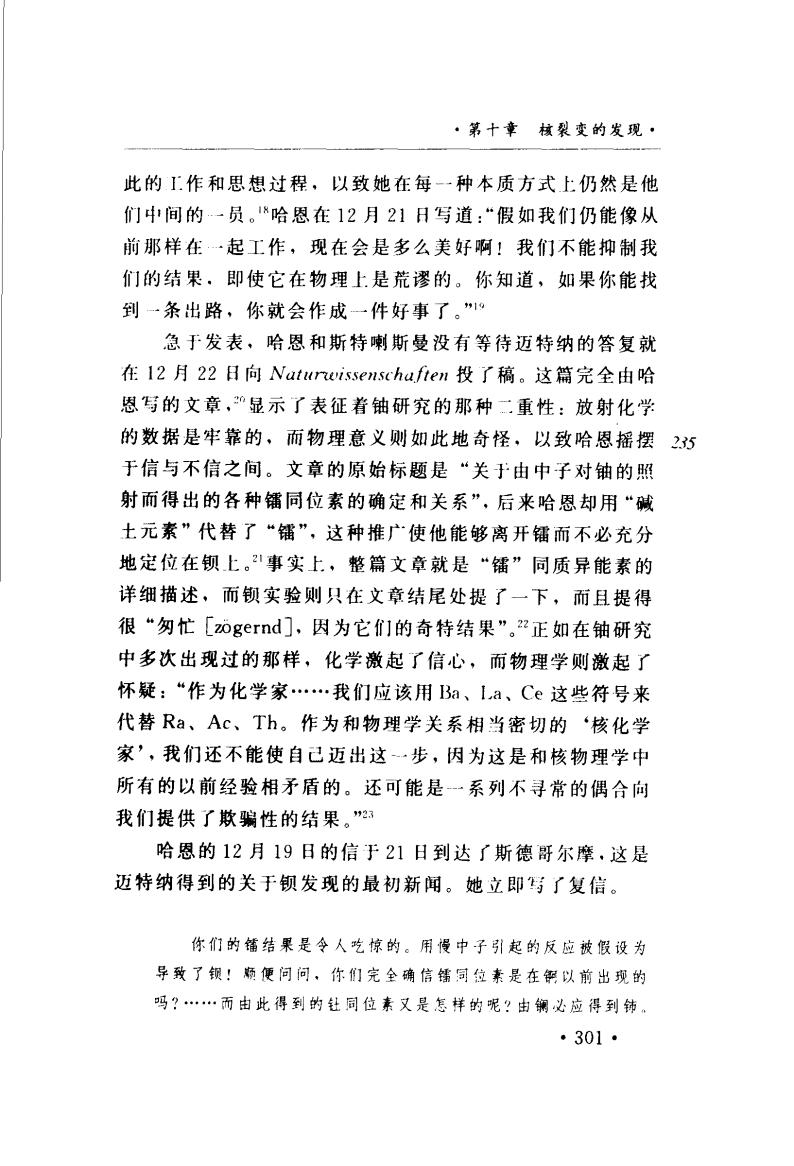 ·第十章 核裂变的发现·
此的工作和思想过程，以致她在每一种本质方式上仍然是他
们中间的一员。18哈恩在12月21日写道：“假如我们仍能像从
前那样在一起工作，现在会是多么美好啊！我们不能抑制我
们的结果，即使它在物理上是荒谬的。你知道，如果你能找
到一条出路，你就会作成一件好事了。”19
急于发表，哈恩和斯特喇斯曼没有等待迈特纳的答复就
在12月22日向Naturwissenschaften投了稿。这篇完全由哈
恩写的文章，20显示了表征着铀研究的那种二重性：放射化学
的数据是牢靠的，而物理意义则如此地奇怪，以致哈恩摇摆
235
于信与不信之间。文章的原始标题是“关于由中子对铀的照
射而得出的各种镭同位素的确定和关系”，后来哈恩却用“碱
土元素”代替了“镭”，这种推广使他能够离开镭而不必充分
地定位在钡上。21事实上，整篇文章就是“镭”同质异能素的
详细描述，而钡实验则只在文章结尾处提了一下，而且提得
很“匆忙［zögernd］，因为它们的奇特结果”。22正如在铀研究
中多次出现过的那样，化学激起了信心，而物理学则激起了
怀疑：“作为化学家……我们应该用Ba、La、Ce这些符号来
代替Ra、Ac、Th。作为和物理学关系相当密切的‘核化学
家’，我们还不能使自己迈出这一步，因为这是和核物理学中
所有的以前经验相矛盾的。还可能是一系列不寻常的偶合向
我们提供了欺骗性的结果。”23
哈恩的12月19日的信于21日到达了斯德哥尔摩，这是
迈特纳得到的关于钡发现的最初新闻。她立即写了复信。
你们的镭结果是令人吃惊的。用慢中子引起的反应被假设为
导致了钡！顺便问问，你们完全确信镭同位素是在锕以前出现的
吗？……而由此得到的钍同位素又是怎样的呢？由镧必应得到铈。
·301·